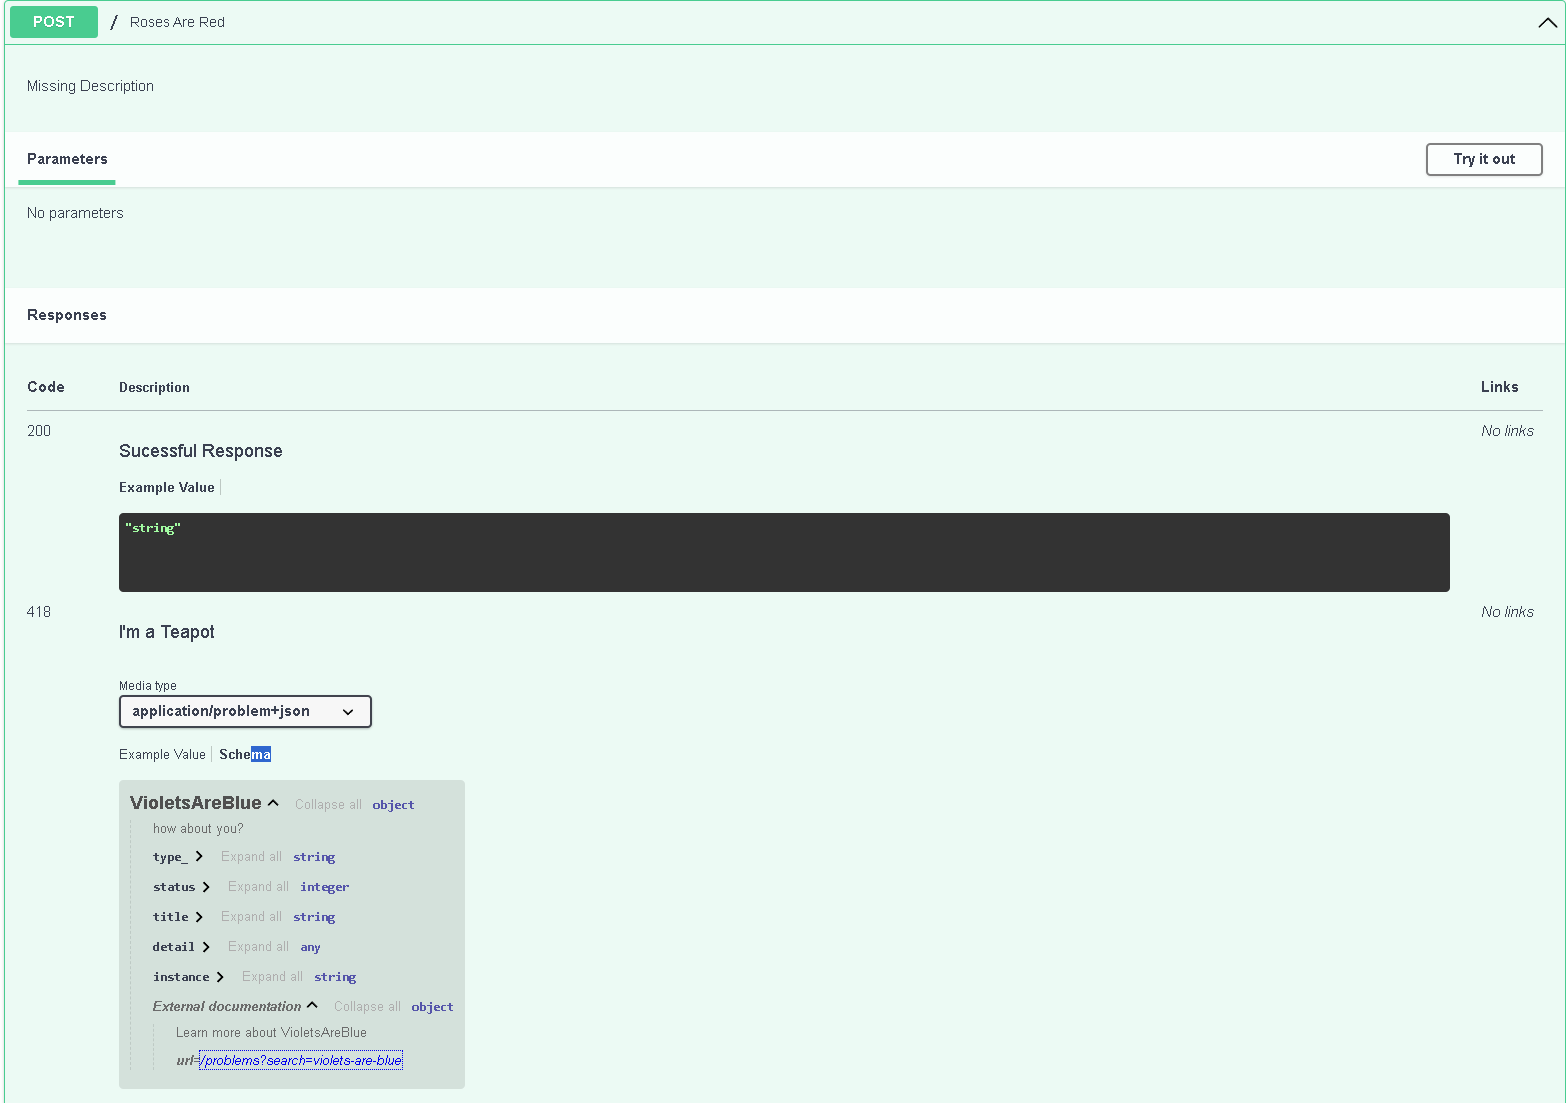 POST / Roses Are Red
Missing Description
Parameters Try it out
No parameters
Responses
Code Description Links
200 No links
Sucessful Response
Example Value
"string"
418 No links
I'm a Teapot
Media type
application/problem+json
Example Value Schema
VioletsAreBlue Collapse all object
how about you?
type_ Expand all string
status Expand all integer
title Expand all string
detail Expand all any
instance Expand all string
External documentation Collapse all object
Learn more about VioletsAreBlue
url=/problems?search=violets-are-blue